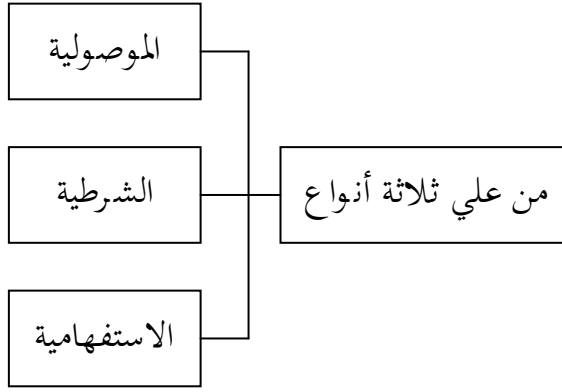 من علي ثلاثة أنواع
الموصولية
الشرطية
الاستفهامية